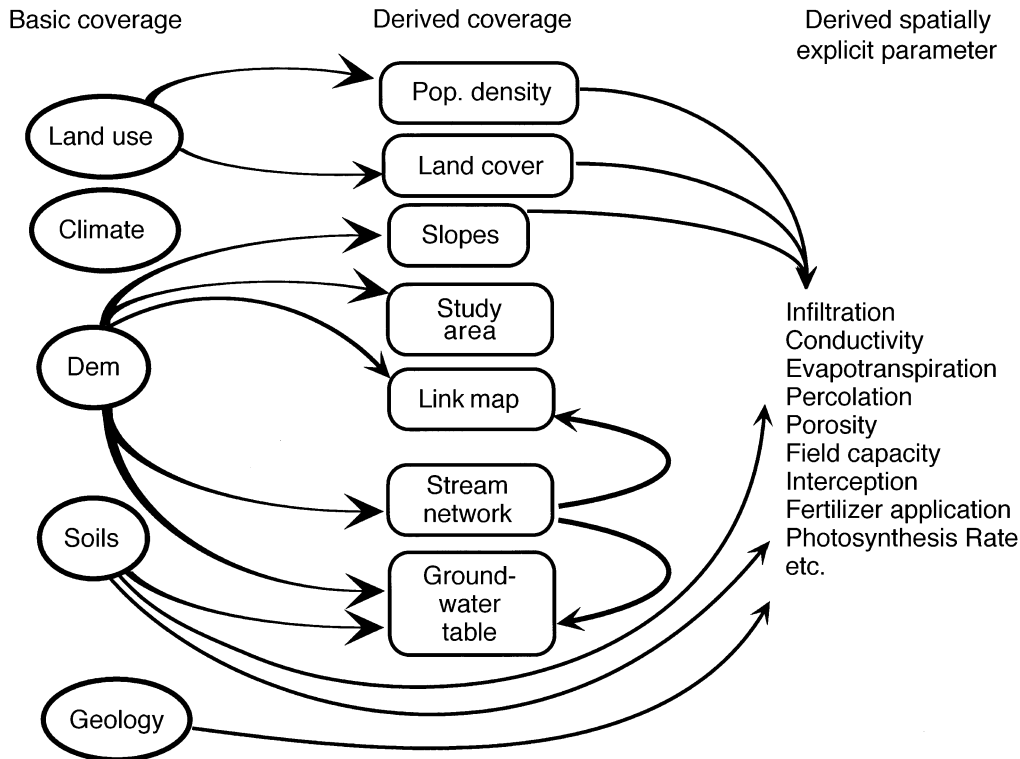 Basic coverage
Derived coverage
Derived spatially
explicit parameter
Land use
Climate
Dem
Soils
Geology
Pop. density
Land cover
Slopes
Study
area
Link map
Stream
network
Ground-
water
table
Infiltration
Conductivity
Evapotranspiration
Percolation
Porosity
Field capacity
Interception
Fertilizer application
Photosynthesis Rate
etc.